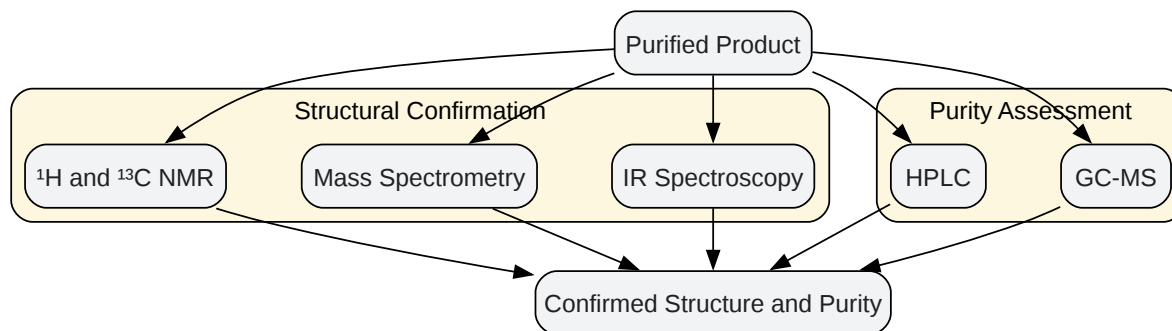 Purified Product
Structural Confirmation
Purity Assessment
¹H and ¹³C NMR
Mass Spectrometry
IR Spectroscopy
HPLC
GC-MS
Confirmed Structure and Purity